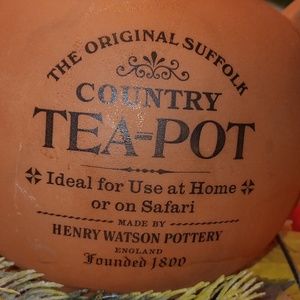 THE ORIGINAL SUFFOLK
COUNTRY
TEA-POT
Ideal for Use at Home
or on Safari
MADE BY
HENRY WATSON POTTERY
ENGLAND
Founded 1800